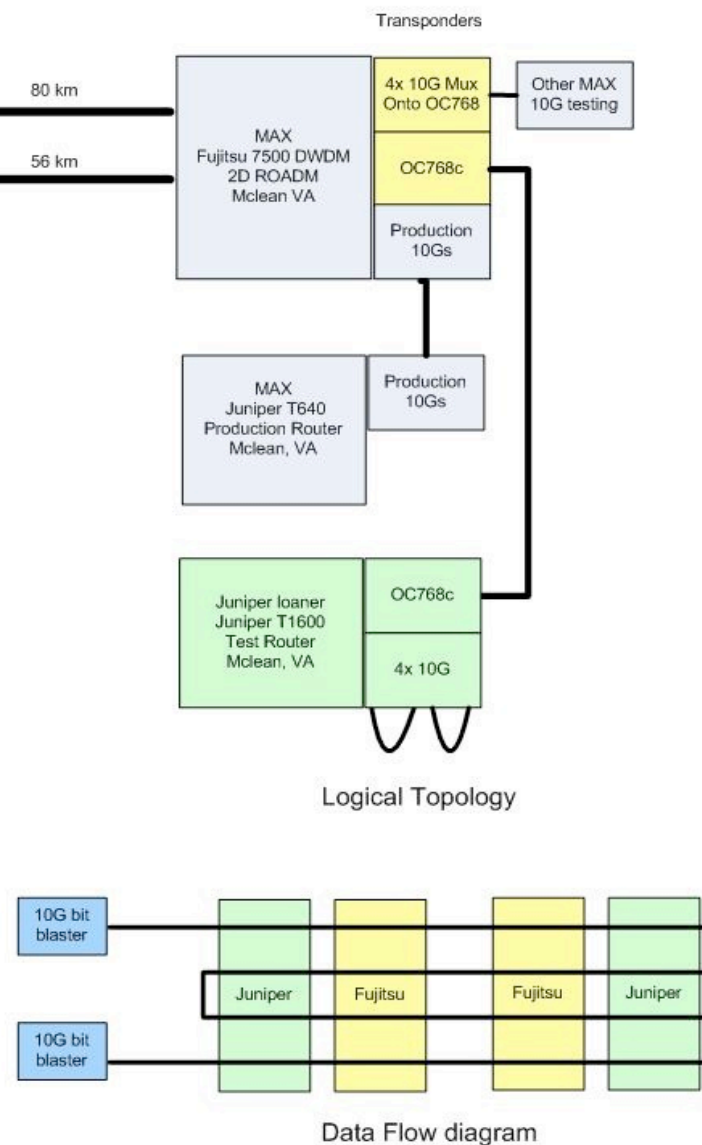 Transponders
80 km
56 km
MAX
Fujitsu 7500 DWDM
2D ROADM
Mclean VA
4x 10G Mux
Onto OC768
OC768c
Production
10Gs
Other MAX
10G testing
MAX
Juniper T640
Production Router
Mclean, VA
Production
10Gs
Juniper loaner
Juniper T1600
Test Router
Mclean, VA
OC768c
4x 10G
Logical Topology
10G bit
blaster
Juniper
Fujitsu
Fujitsu
Juniper
10G bit
blaster
Data Flow diagram